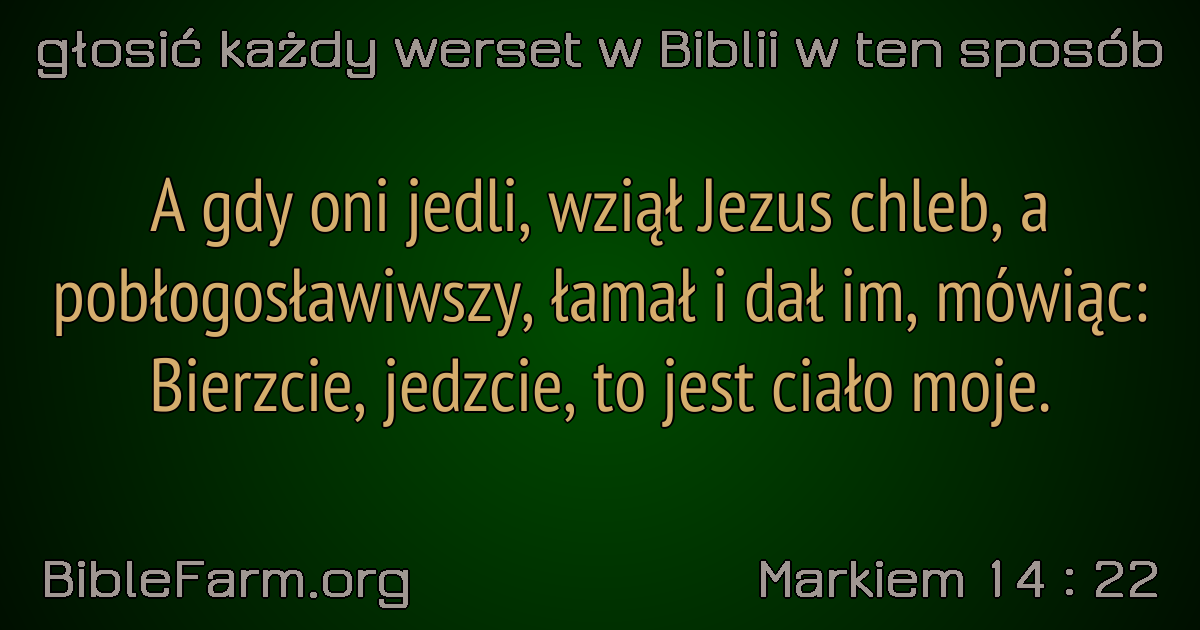 głosić każdy werset w Biblii w ten sposób
A gdy oni jedli, wziął Jezus chleb, a
pobłogosławiwszy, łamał i dał im, mówiąc:
Bierzcie, jedzcie, to jest ciało moje.
BibleFarm.org
Markiem 14 : 22